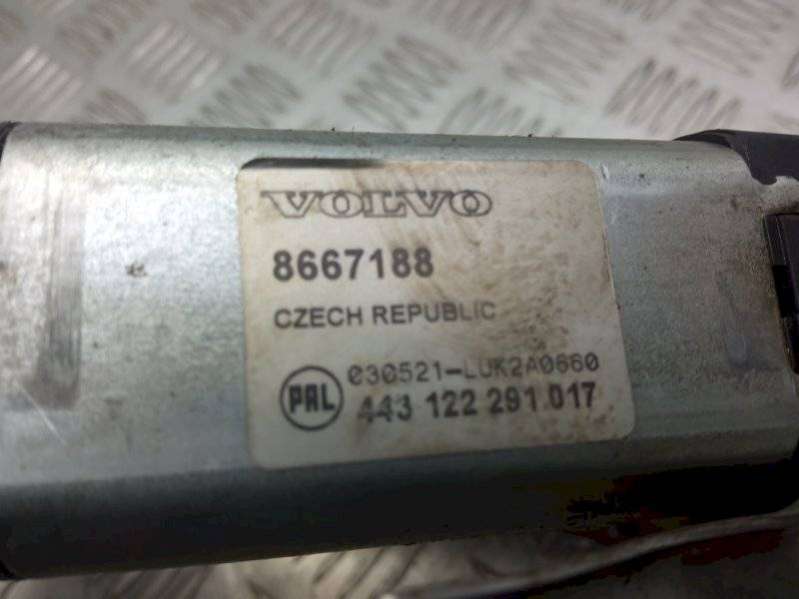 VOLVO
8667188
CZECH REPUBLIC
030521-LUK2A0660
PAL 443 122 291 017